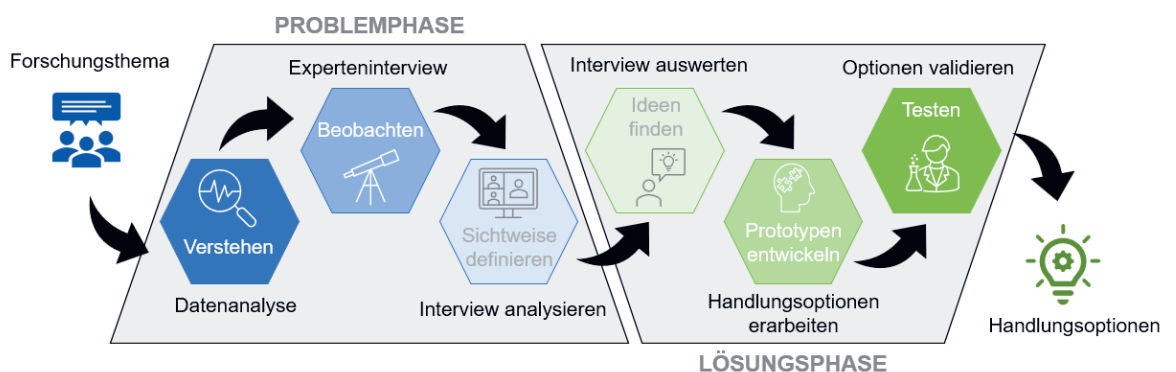 PROBLEMPHASE
Forschungsthema
Experteninterview
Beobachten
Verstehen
Datenanalyse
Sichtweise
definieren
Interview analysieren
Interview auswerten
Ideen
finden
Prototypen
entwickeln
Handlungsoptionen
erarbeiten
Optionen validieren
Testen
Handlungsoptionen
LÖSUNGSPHASE